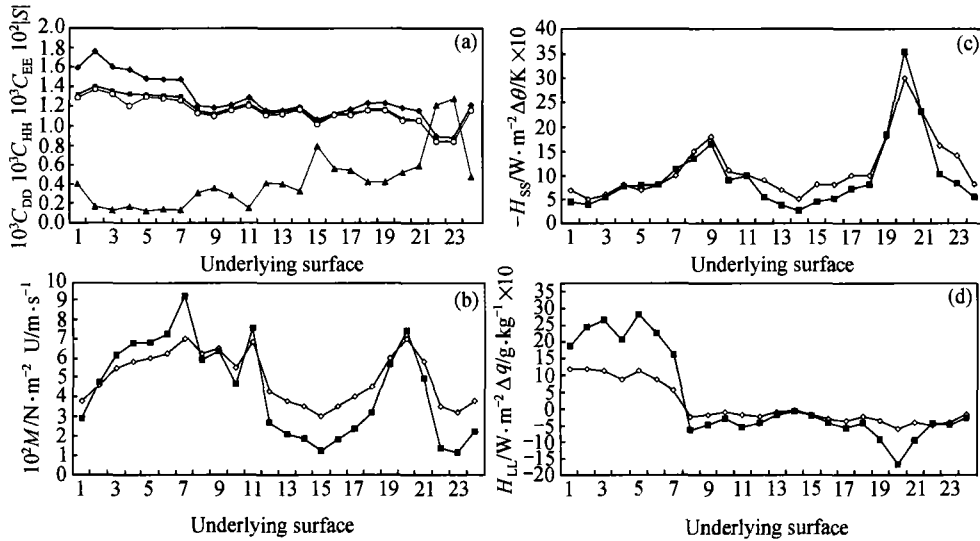 (a)
10³C_DD 10³C_HH 10³C_EE 10²|S|
2.0
1.8
1.6
1.4
1.2
1.0
0.8
0.6
0.4
0.2
0.0
1 3 5 7 9 11 13 15 17 19 21 23
Underlying surface
(b)
10²M/N·m⁻² U/m·s⁻¹
10
9
8
7
6
5
4
3
2
1
0
1 3 5 7 9 11 13 15 17 19 21 23
Underlying surface
(c)
−H_SS/W·m⁻² Δθ/K ×10
40
35
30
25
20
15
10
5
0
1 3 5 7 9 11 13 15 17 19 21 23
Underlying surface
(d)
H_LL/W·m⁻² Δq/g·kg⁻¹ ×10
35
30
25
20
15
10
5
0
−5
−10
−15
−20
1 3 5 7 9 11 13 15 17 19 21 23
Underlying surface